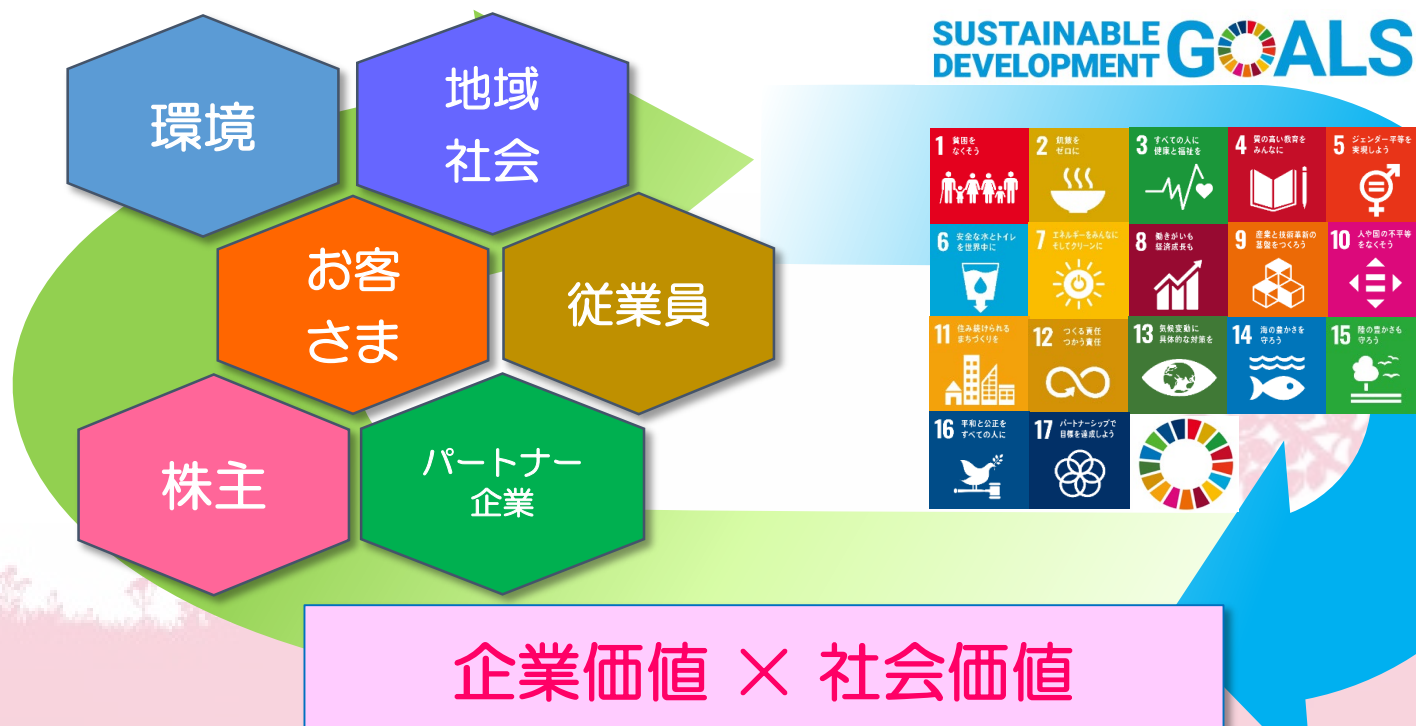 SUSTAINABLE
DEVELOPMENT
GOALS
環境
地域
社会
お客
さま
従業員
株主
パートナー
企業
1 貧困を
なくそう
2 飢餓を
ゼロに
3 すべての人に
健康と福祉を
4 質の高い教育を
みんなに
5 ジェンダー平等を
実現しよう
6 安全な水とトイレ
を世界中に
7 エネルギーをみんなに
そしてクリーンに
8 働きがいも
経済成長も
9 産業と技術革新の
基盤をつくろう
10 人や国の不平等
をなくそう
11 住み続けられる
まちづくりを
12 つくる責任
つかう責任
13 気候変動に
具体的な対策を
14 海の豊かさを
守ろう
15 陸の豊かさも
守ろう
16 平和と公正を
すべての人に
17 パートナーシップで
目標を達成しよう
企業価値 × 社会価値